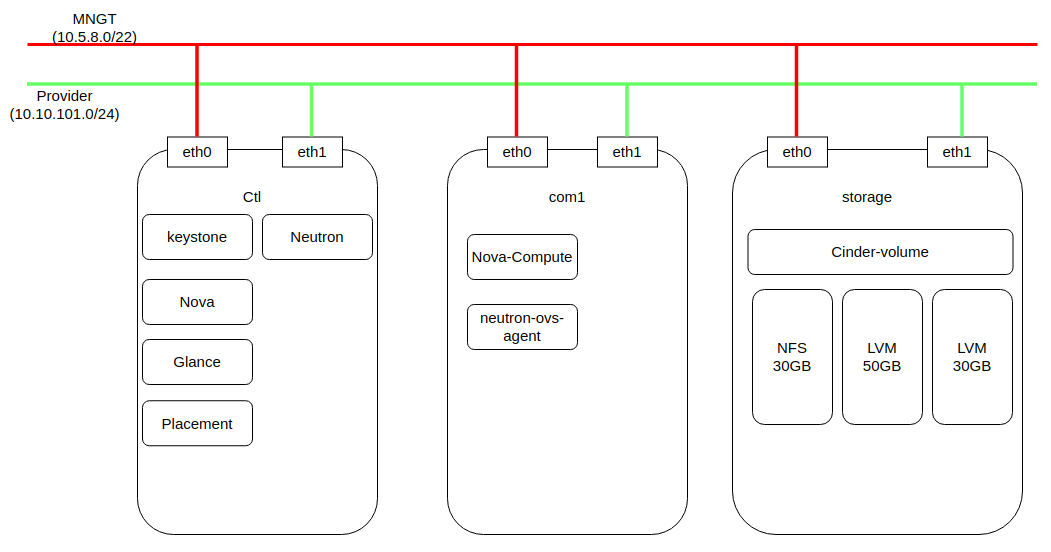 MNGT
(10.5.8.0/22)
Provider
(10.10.101.0/24)
eth0
eth1
eth0
eth1
eth0
eth1
Ctl
keystone
Neutron
Nova
Glance
Placement
com1
Nova-Compute
neutron-ovs-
agent
storage
Cinder-volume
NFS
30GB
LVM
50GB
LVM
30GB